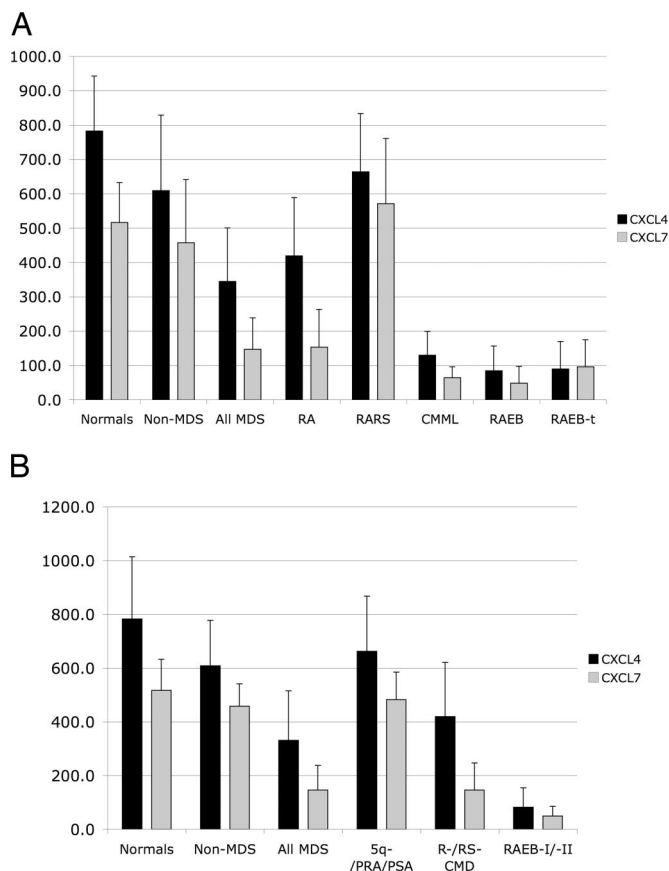 A
1000.0
900.0
800.0
700.0
600.0
500.0
400.0
300.0
200.0
100.0
0.0
Normals Non-MDS All MDS RA RARS CMML RAEB RAEB-t
CXCL4
CXCL7
B
1200.0
1000.0
800.0
600.0
400.0
200.0
0.0
Normals Non-MDS All MDS 5q- R-/RS- RAEB-I/-II
/PRA/PSA CMD
CXCL4
CXCL7